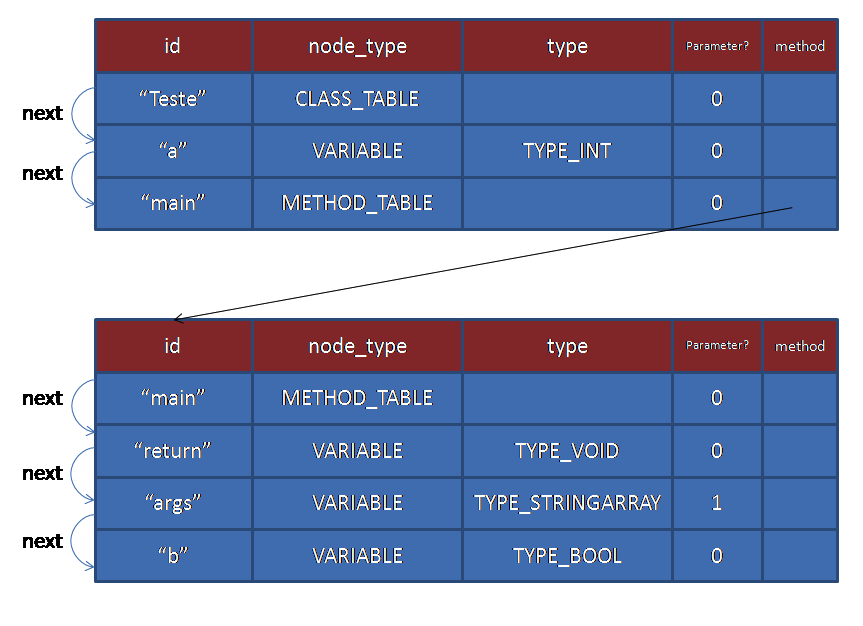 id node_type type Parameter? method
“Teste” CLASS_TABLE 0
next
“a” VARIABLE TYPE_INT 0
next
“main” METHOD_TABLE 0
id node_type type Parameter? method
next “main” METHOD_TABLE 0
“return” VARIABLE TYPE_VOID 0
next
“args” VARIABLE TYPE_STRINGARRAY 1
next
“b” VARIABLE TYPE_BOOL 0